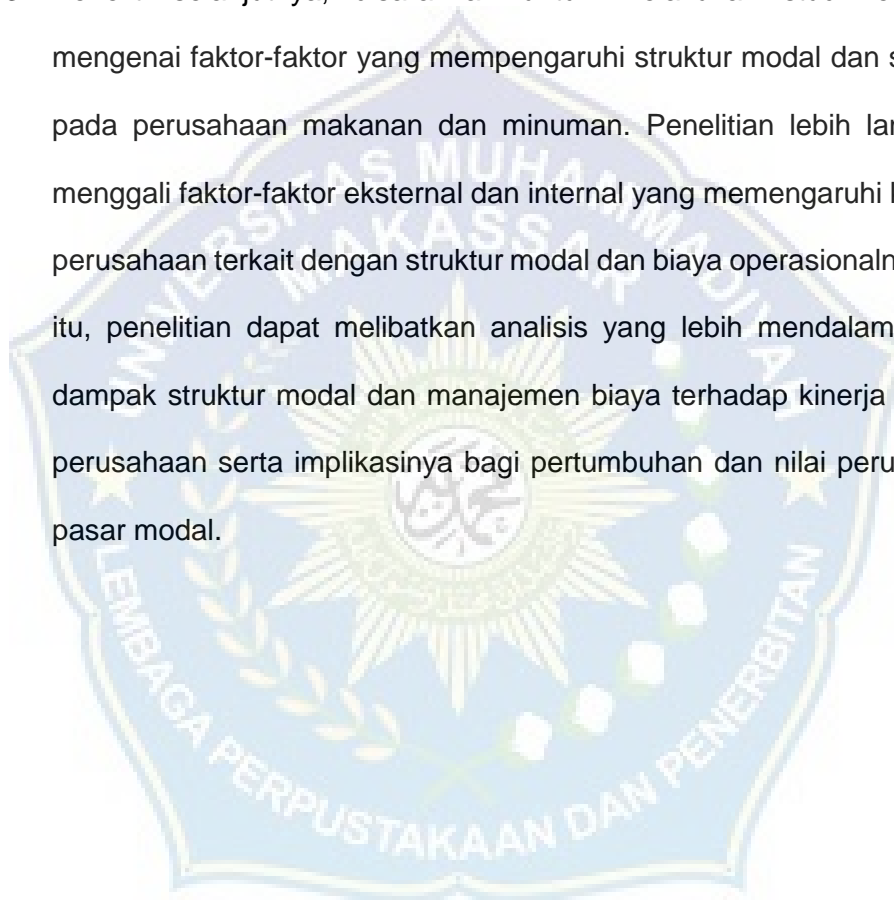 mengenai faktor-faktor yang mempengaruhi struktur modal dan
pada perusahaan makanan dan minuman. Penelitian lebih
menggali faktor-faktor eksternal dan internal yang memengaruhi
perusahaan terkait dengan struktur modal dan biaya
itu, penelitian dapat melibatkan analisis yang lebih mendalam
dampak struktur modal dan manajemen biaya terhadap kinerja
perusahaan serta implikasinya bagi pertumbuhan dan nilai
pasar modal.
UNIVERSITAS MUHAMMADIYAH
MAKASSAR
LEMBAGA PERPUSTAKAAN DAN PENERBITAN